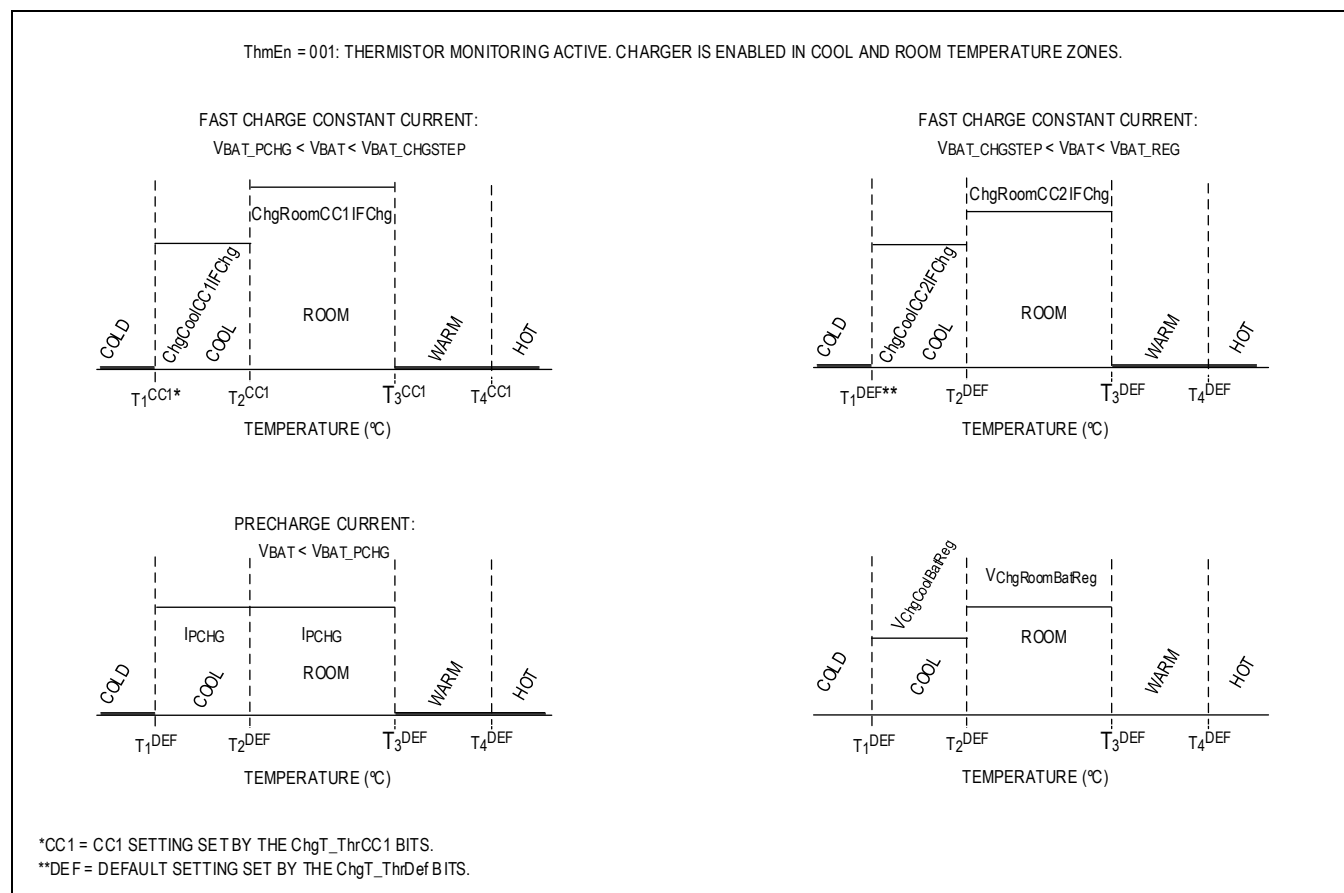 ThmEn = 001: THERMISTOR MONITORING ACTIVE. CHARGER IS ENABLED IN COOL AND ROOM TEMPERATURE ZONES.
FAST CHARGE CONSTANT CURRENT:
VBAT_PCHG < VBAT < VBAT_CHGSTEP
ChgRoomCC1IFChg
ChgCoolCC1IFChg
COLD
COOL
ROOM
WARM
HOT
T1CC1*
T2CC1
T3CC1
T4CC1
TEMPERATURE (ºC)
FAST CHARGE CONSTANT CURRENT:
VBAT_CHGSTEP < VBAT < VBAT_REG
ChgRoomCC2IFChg
ChgCoolCC2IFChg
COLD
COOL
ROOM
WARM
HOT
T1DEF**
T2DEF
T3DEF
T4DEF
TEMPERATURE (ºC)
PRECHARGE CURRENT:
VBAT < VBAT_PCHG
IPCHG
IPCHG
COLD
COOL
ROOM
WARM
HOT
T1DEF
T2DEF
T3DEF
T4DEF
TEMPERATURE (ºC)
VChgCoolBatReg
VChgRoomBatReg
COLD
COOL
ROOM
WARM
HOT
T1DEF
T2DEF
T3DEF
T4DEF
TEMPERATURE (ºC)
*CC1 = CC1 SETTING SET BY THE ChgT_ThrCC1 BITS.
**DEF = DEFAULT SETTING SET BY THE ChgT_ThrDef BITS.